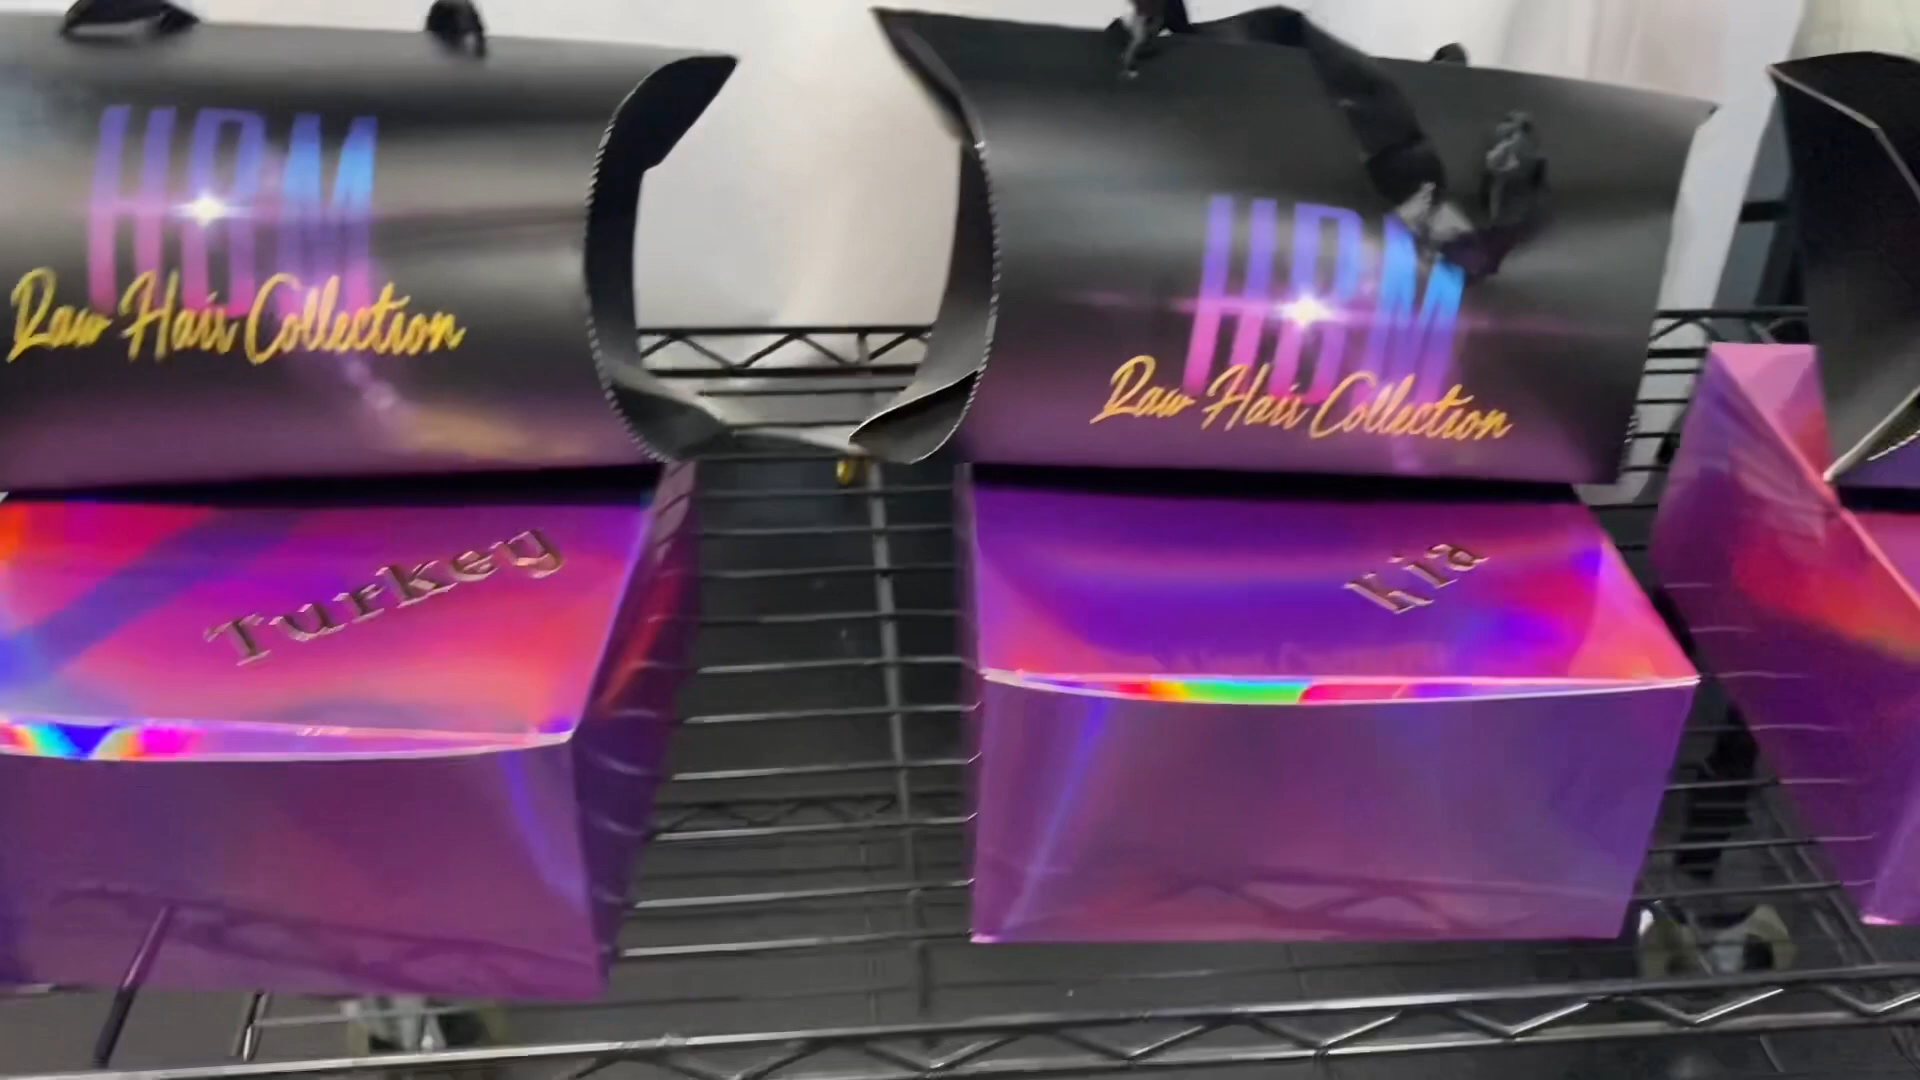 HBM
Raw Hair Collection
HBM
Raw Hair Collection
Turkey
Kia